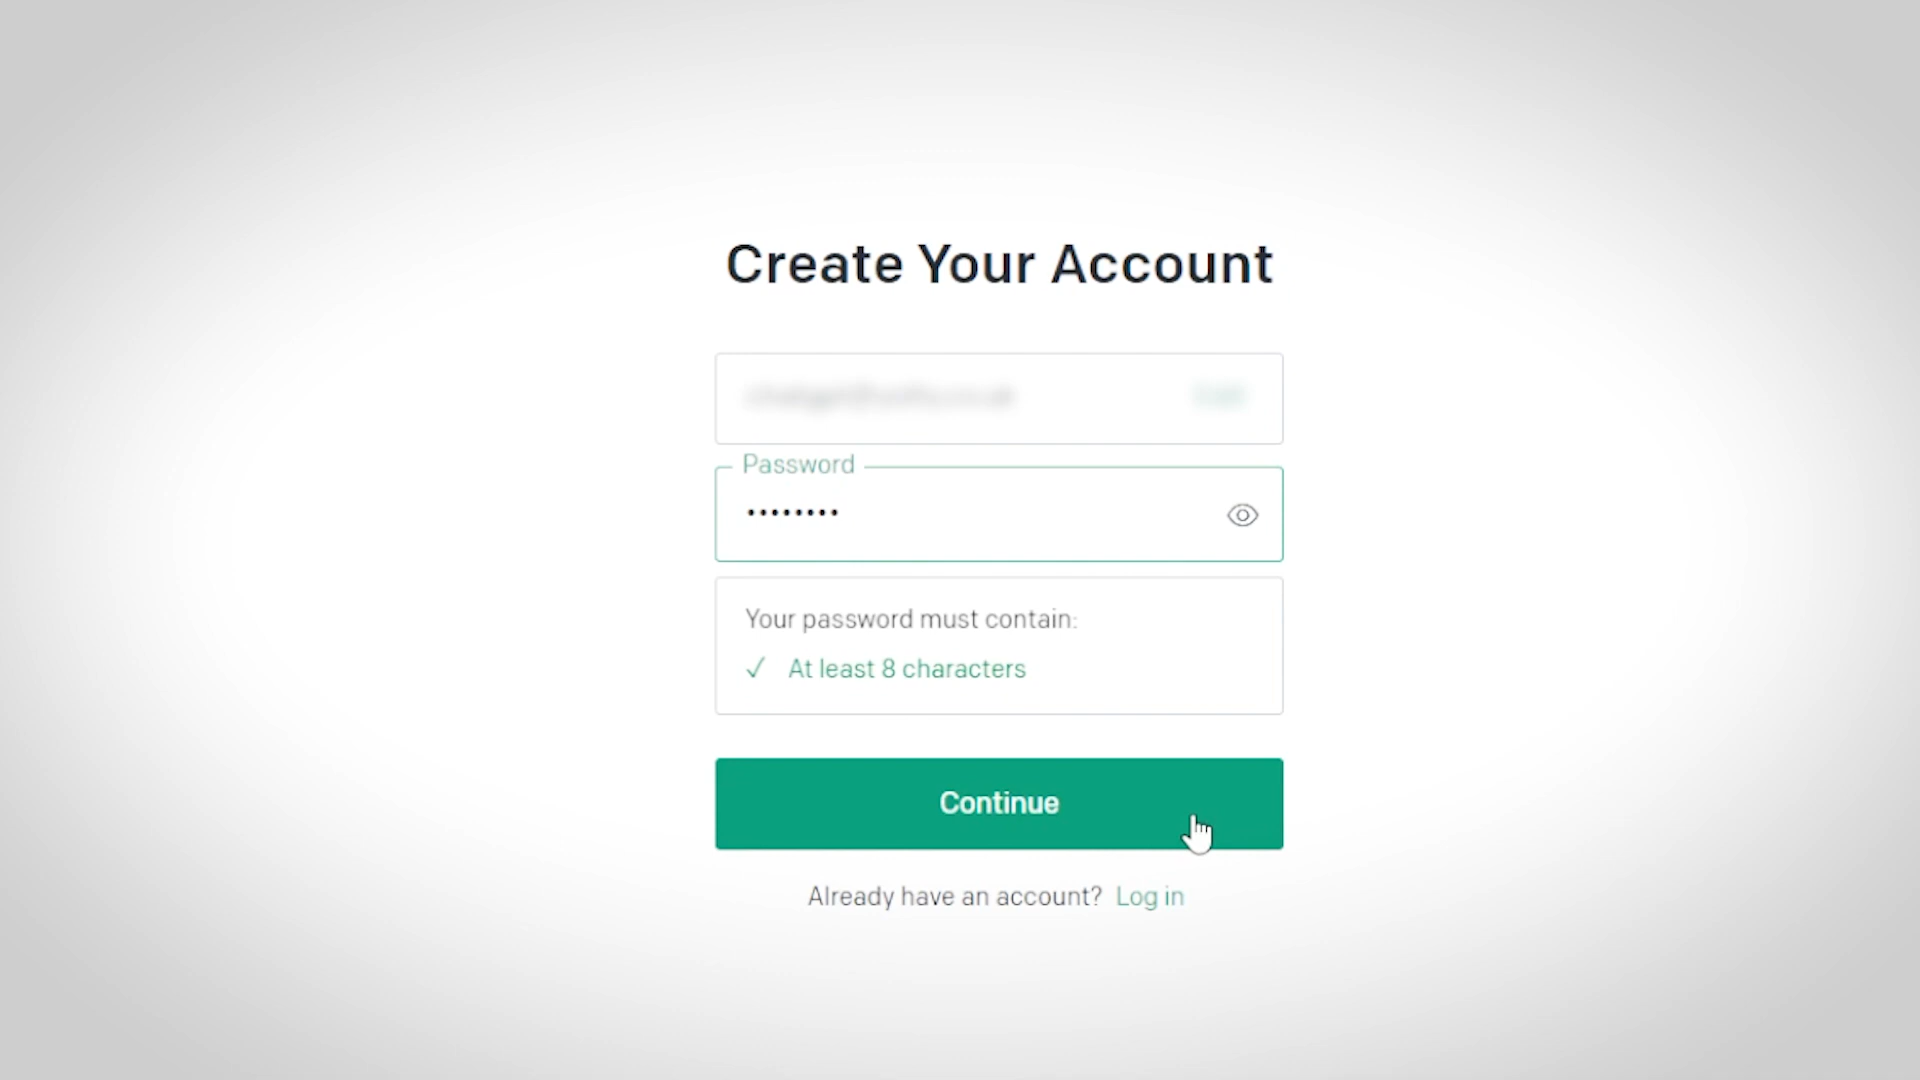 Create Your Account
Password
••••••••
Your password must contain:
✓ At least 8 characters
Continue
Already have an account? Log in